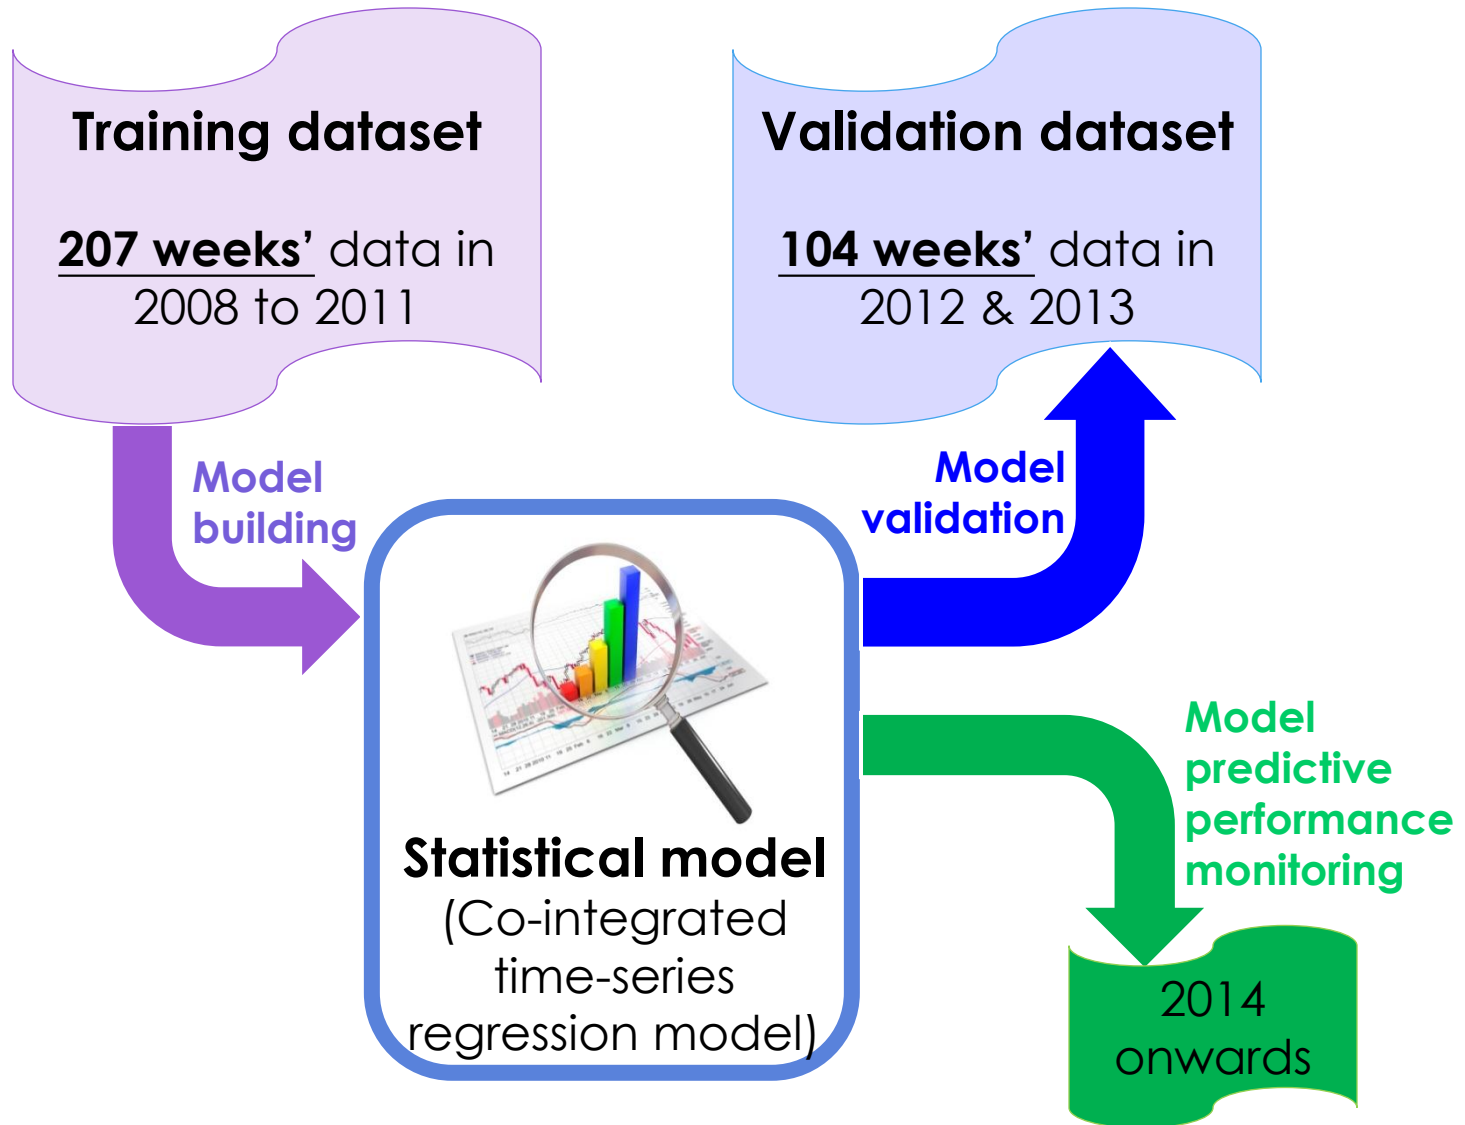 Training dataset
207 weeks’ data in
2008 to 2011
Validation dataset
104 weeks’ data in
2012 & 2013
Model
building
Model
validation
Statistical model
(Co-integrated
time-series
regression model)
Model
predictive
performance
monitoring
2014
onwards